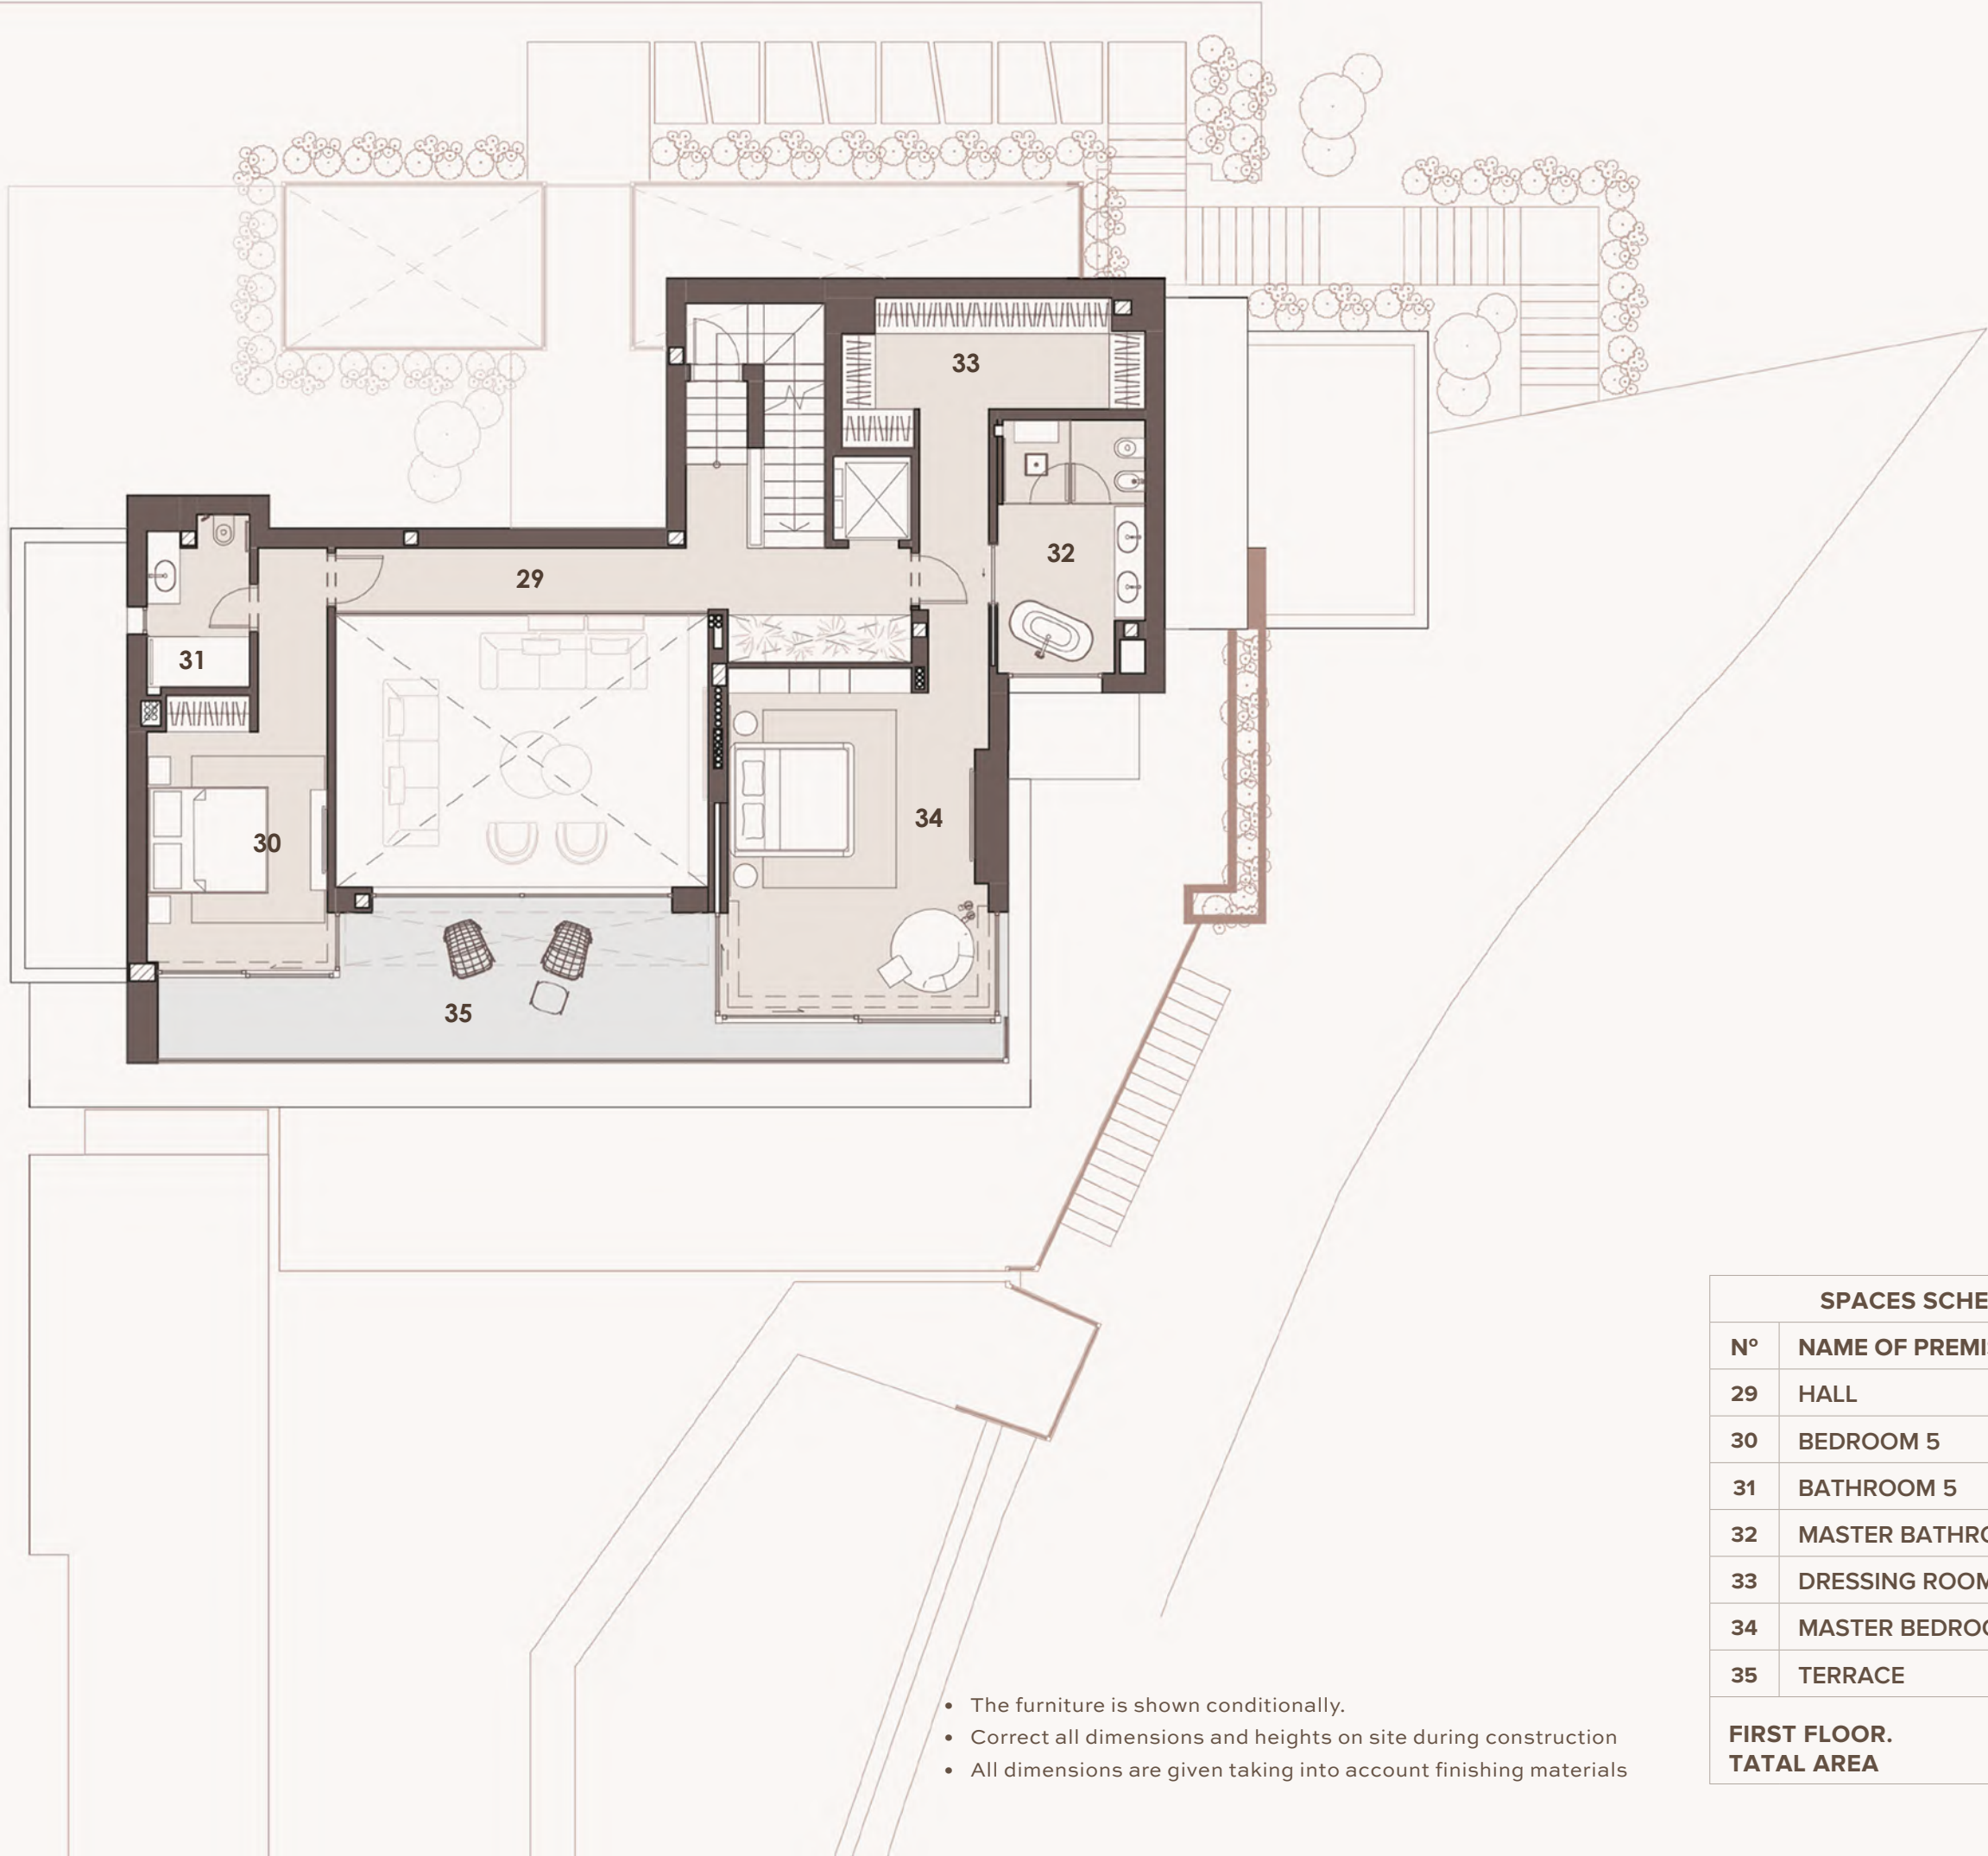 33
32
29
31
34
30
35
SPACES SCHE
Nº NAME OF PREMI
29 HALL
30 BEDROOM 5
31 BATHROOM 5
32 MASTER BATHRO
33 DRESSING ROOM
34 MASTER BEDROO
35 TERRACE
FIRST FLOOR.
TATAL AREA
• The furniture is shown conditionally.
• Correct all dimensions and heights on site during construction
• All dimensions are given taking into account finishing materials